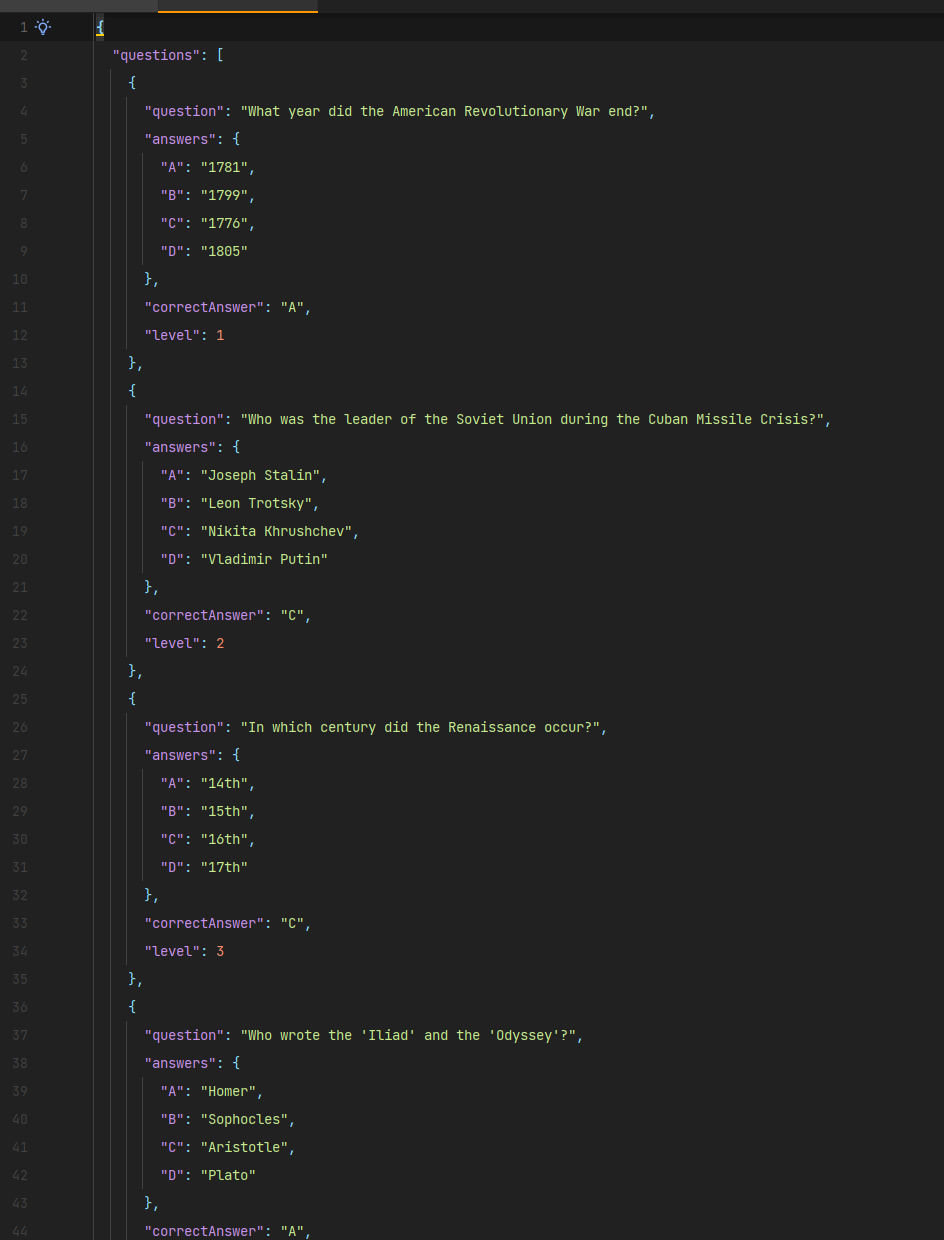 1 {
2 "questions": [
3 {
4 "question": "What year did the American Revolutionary War end?",
5 "answers": {
6 "A": "1781",
7 "B": "1799",
8 "C": "1776",
9 "D": "1805"
10 },
11 "correctAnswer": "A",
12 "level": 1
13 },
14 {
15 "question": "Who was the leader of the Soviet Union during the Cuban Missile Crisis?",
16 "answers": {
17 "A": "Joseph Stalin",
18 "B": "Leon Trotsky",
19 "C": "Nikita Khrushchev",
20 "D": "Vladimir Putin"
21 },
22 "correctAnswer": "C",
23 "level": 2
24 },
25 {
26 "question": "In which century did the Renaissance occur?",
27 "answers": {
28 "A": "14th",
29 "B": "15th",
30 "C": "16th",
31 "D": "17th"
32 },
33 "correctAnswer": "C",
34 "level": 3
35 },
36 {
37 "question": "Who wrote the 'Iliad' and the 'Odyssey'?",
38 "answers": {
39 "A": "Homer",
40 "B": "Sophocles",
41 "C": "Aristotle",
42 "D": "Plato"
43 },
44 "correctAnswer": "A",